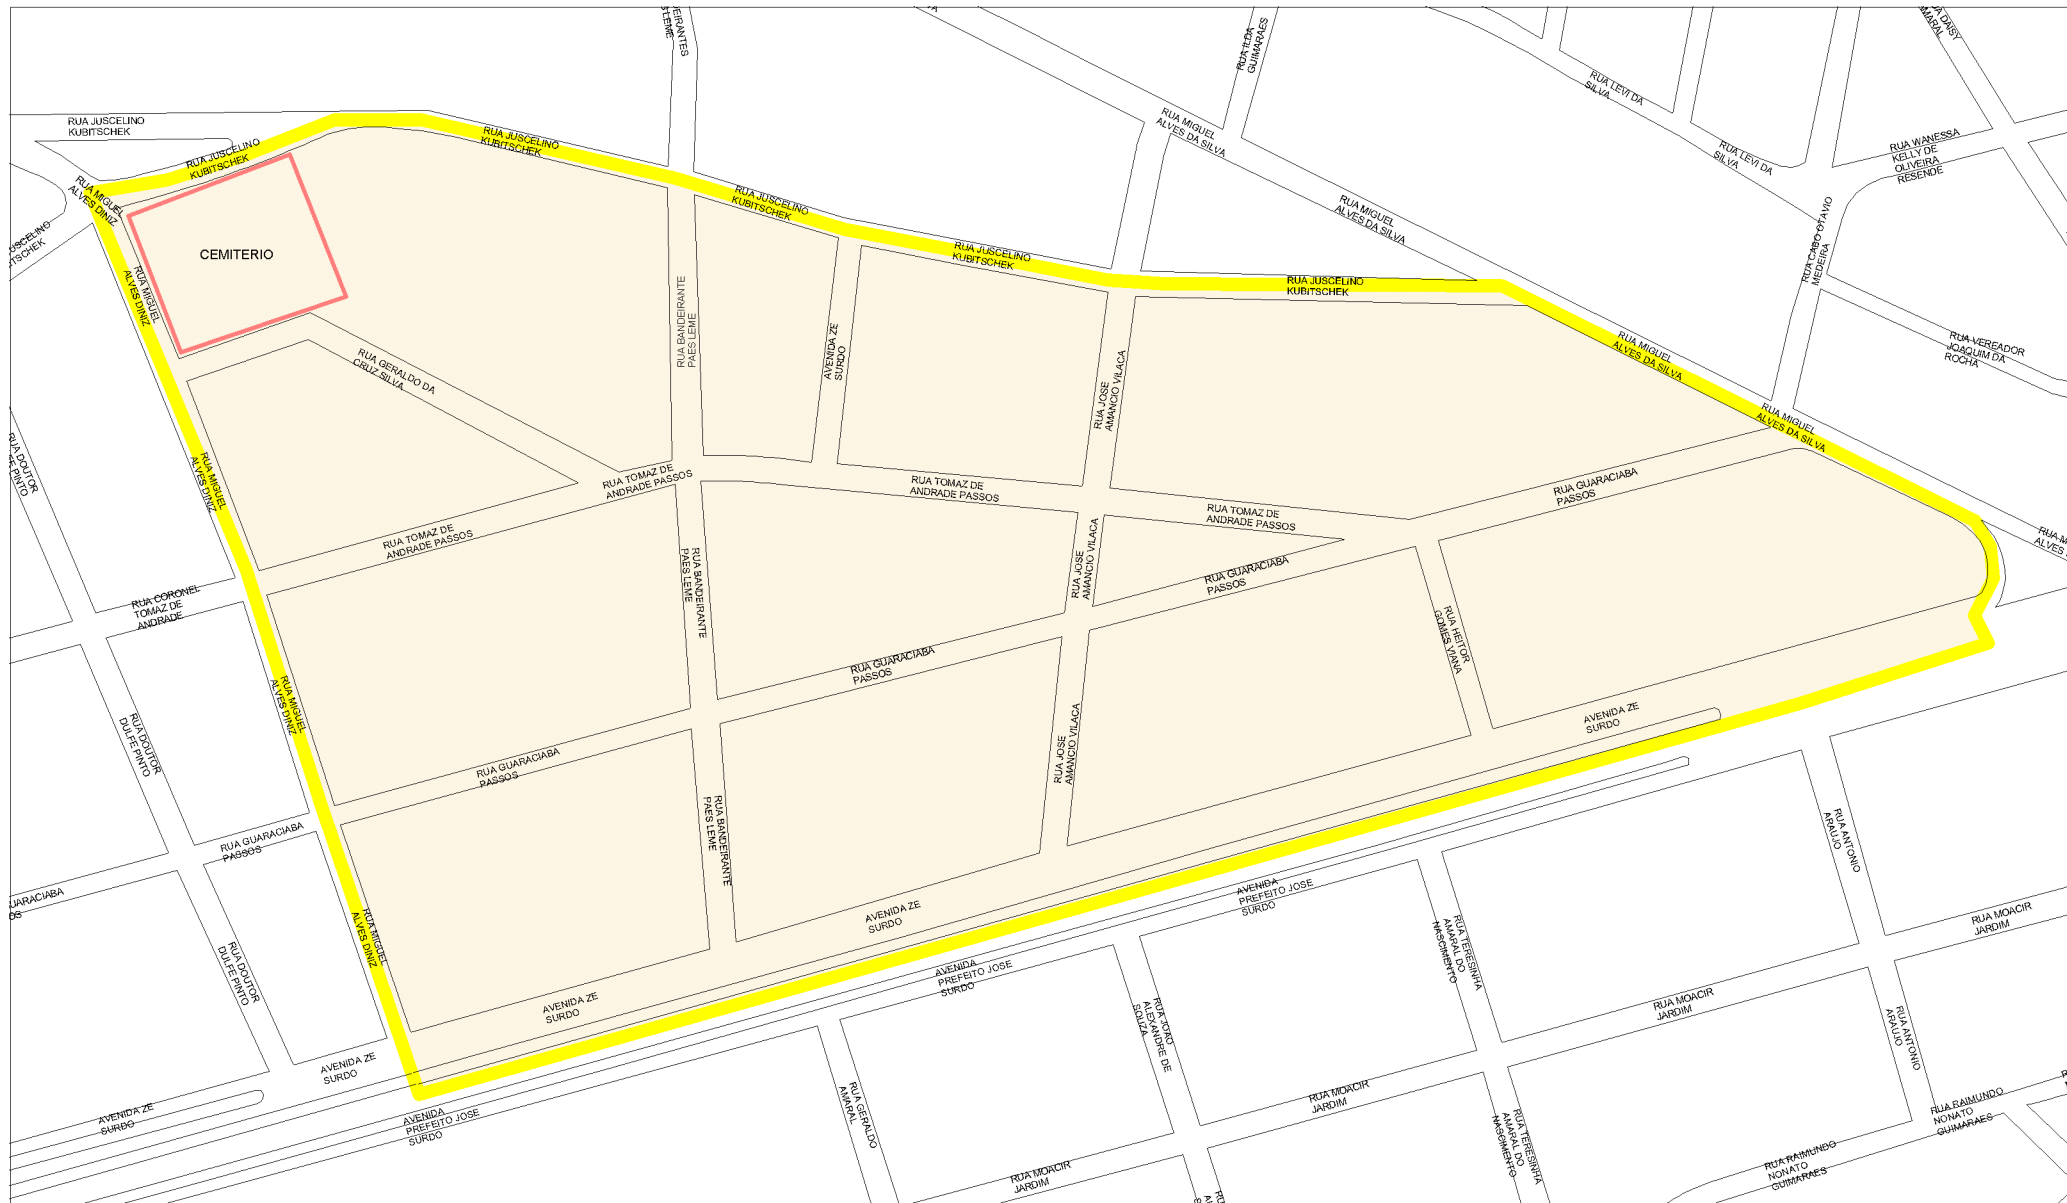 RUA JUSCELINO
KUBITSCHEK
RUA JUSCELINO
KUBITSCHEK
RUA JUSCELINO
KUBITSCHEK
RUA JUSCELINO
KUBITSCHEK
RUA JUSCELINO
KUBITSCHEK
RUA JUSCELINO
KUBITSCHEK
RUA ILDA
GUIMARAES
RUA MIGUEL
ALVES DA SILVA
RUA MIGUEL
ALVES DA SILVA
RUA MIGUEL
ALVES DA SILVA
RUA MIGUEL
ALVES DA SILVA
RUA LEVI DA
SILVA
RUA LEVI DA
SILVA
RUA WANESSA
KELLY DE
OLIVEIRA
RESENDE
RUA CABO OTAVIO
MEDEIRA
RUA VEREADOR
JOAQUIM DA
ROCHA
RUA MIGUEL
ALVES DINIZ
CEMITERIO
RUA MIGUEL
ALVES DINIZ
RUA GERALDO DA
CRUZ SILVA
RUA BANDEIRANTE
PAES LEME
AVENIDA ZE
SURDO
RUA JOSE
AMANCIO VILACA
RUA MIGUEL
ALVES DINIZ
RUA TOMAZ DE
ANDRADE PASSOS
RUA TOMAZ DE
ANDRADE PASSOS
RUA TOMAZ DE
ANDRADE PASSOS
RUA TOMAZ DE
ANDRADE PASSOS
RUA GUARACIABA
PASSOS
RUA GUARACIABA
PASSOS
RUA CORONEL
TOMAZ DE
ANDRADE
RUA BANDEIRANTE
PAES LEME
RUA JOSE
AMANCIO VILACA
RUA HEITOR
GOMES VIANA
RUA GUARACIABA
PASSOS
RUA MIGUEL
ALVES DINIZ
RUA DOUTOR
DULFE PINTO
RUA GUARACIABA
PASSOS
RUA JOSE
AMANCIO VILACA
AVENIDA ZE
SURDO
RUA BANDEIRANTE
PAES LEME
RUA GUARACIABA
PASSOS
RUA ANTONIO
ARAUJO
AVENIDA
PREFEITO JOSE
SURDO
AVENIDA ZE
SURDO
RUA MIGUEL
ALVES DINIZ
RUA DOUTOR
DULFE PINTO
RUA TERESINHA
AMARAL DO
NASCIMENTO
RUA MOACIR
JARDIM
AVENIDA
PREFEITO JOSE
SURDO
AVENIDA ZE
SURDO
RUA JOAO
ALEXANDRE DE
SOUZA
RUA MOACIR
JARDIM
RUA ANTONIO
ARAUJO
AVENIDA ZE
SURDO
AVENIDA ZE
SURDO
AVENIDA
PREFEITO JOSE
SURDO
RUA GERALDO
AMARAL
RUA MOACIR
JARDIM
RUA TERESINHA
AMARAL DO
NASCIMENTO
RUA RAIMUNDO
NONATO
GUIMARAES
RUA MOACIR
JARDIM
RUA RAIMUNDO
NONATO
GUIMARAES